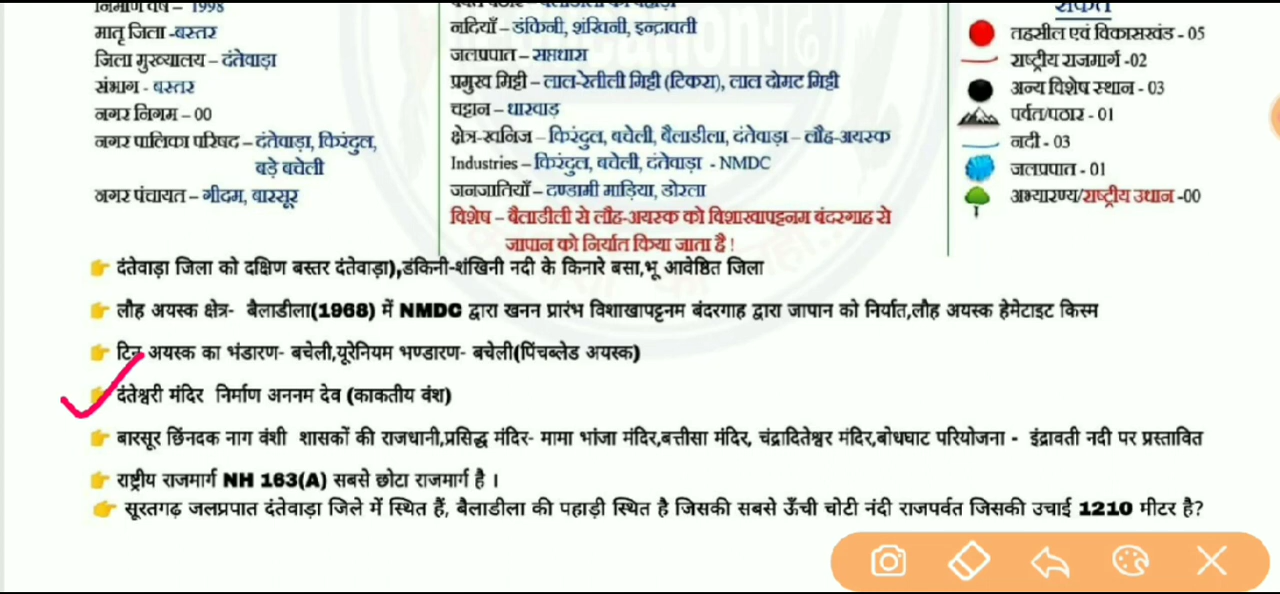 निर्माण वर्ष – 1998
मातृ जिला -बस्तर
जिला मुख्यालय – दंतेवाड़ा
संभाग - बस्तर
नगर निगम – 00
नगर पालिका परिषद – दंतेवाड़ा, किरंदुल,
बड़े बचेली
नगर पंचायत – गीदम, बारसूर
नदियाँ – डंकिनी, शंखिनी, इन्द्रावती
जलप्रपात – सप्तधारा
प्रमुख मिट्टी – लाल-रेतीली मिट्टी (टिकरा), लाल दोमट मिट्टी
चट्टान – धारवाड़
क्षेत्र-खनिज – किरंदुल, बचेली, बैलाडीला, दंतेवाड़ा – लौह-अयस्क
Industries – किरंदुल, बचेली, दंतेवाड़ा - NMDC
जनजातियाँ – दण्डामी माड़िया, डोरला
विशेष – बैलाडीली से लौह-अयस्क को विशाखापट्टनम बंदरगाह से
जापान को निर्यात किया जाता है !
संकेत
तहसील एवं विकासखंड - 05
राष्ट्रीय राजमार्ग -02
अन्य विशेष स्थान - 03
पर्वत/पठार - 01
नदी - 03
जलप्रपात - 01
अभ्यारण्य/राष्ट्रीय उधान -00
दंतेवाड़ा जिला को दक्षिण बस्तर दंतेवाड़ा),डंकिनी-शंखिनी नदी के किनारे बसा,भू आवेष्ठित जिला
लौह अयस्क क्षेत्र- बैलाडीला(1968) में NMDC द्वारा खनन प्रारंभ विशाखापट्टनम बंदरगाह द्वारा जापान को निर्यात,लौह अयस्क हेमेटाइट किस्म
टिन अयस्क का भंडारण- बचेली,यूरेनियम भण्डारण- बचेली(पिंचब्लेड अयस्क)
दंतेश्वरी मंदिर निर्माण अननम देव (काकतीय वंश)
बारसूर छिंनदक नाग वंशी शासकों की राजधानी,प्रसिद्ध मंदिर- मामा भांजा मंदिर,बत्तीसा मंदिर, चंद्रादितेश्वर मंदिर,बोधघाट परियोजना - इंद्रावती नदी पर प्रस्तावित
राष्ट्रीय राजमार्ग NH 163(A) सबसे छोटा राजमार्ग है ।
सूरतगढ़ जलप्रपात दंतेवाड़ा जिले में स्थित हैं, बैलाडीला की पहाड़ी स्थित है जिसकी सबसे ऊँची चोटी नंदी राजपर्वत जिसकी उचाई 1210 मीटर है?